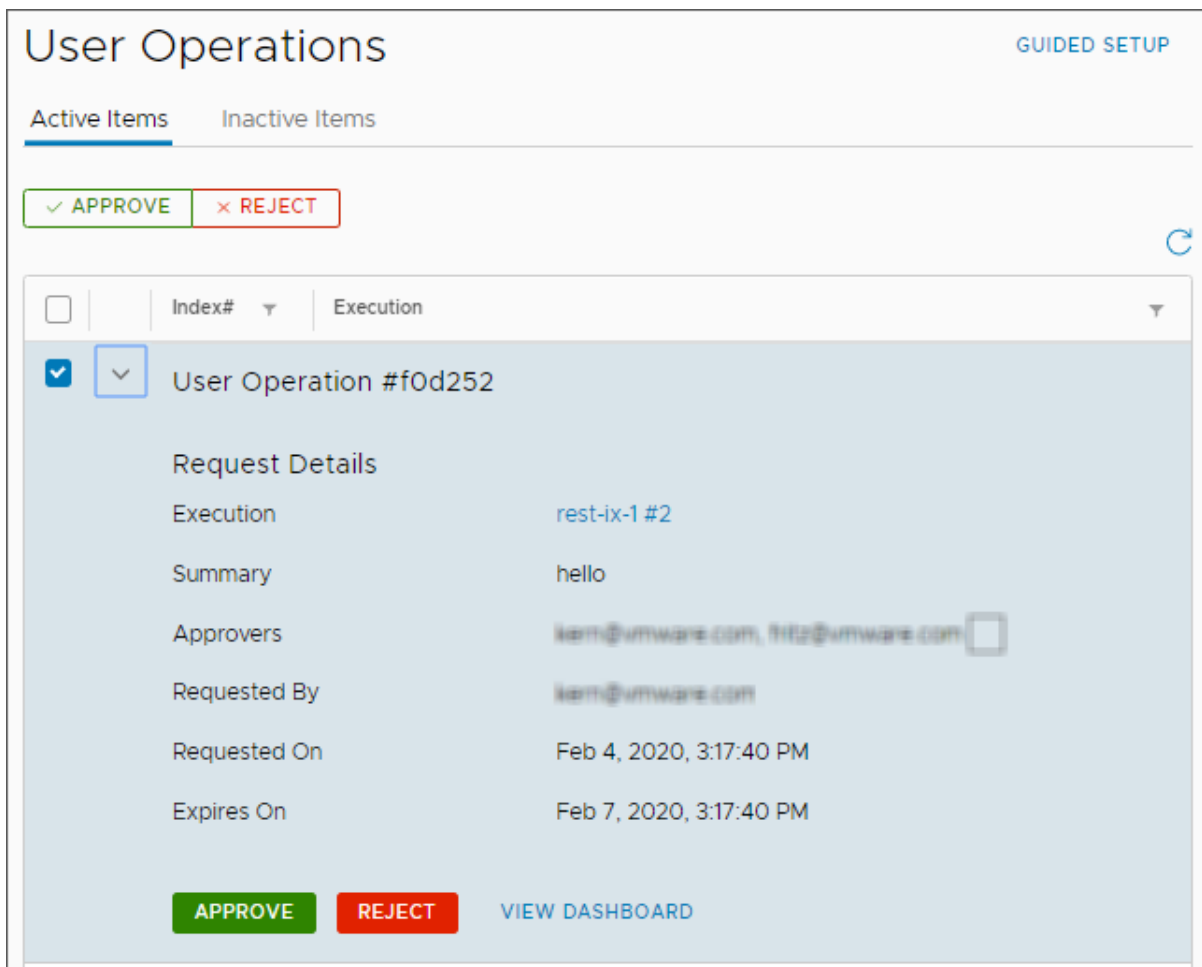 User Operations
GUIDED SETUP
Active Items
Inactive Items
APPROVE
REJECT
Index#
Execution
User Operation #f0d252
Request Details
Execution
rest-ix-1 #2
Summary
hello
Approvers
Requested By
Requested On
Feb 4, 2020, 3:17:40 PM
Expires On
Feb 7, 2020, 3:17:40 PM
APPROVE
REJECT
VIEW DASHBOARD